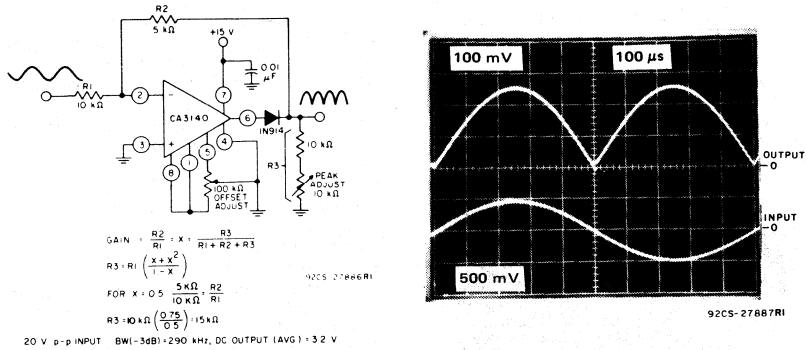 R2
5 kΩ
+15 V
0.01
μF
R1
10 kΩ
2
7
CA3140
6
1N914
3
5
4
8
1
10 kΩ
R3
100 kΩ
OFFSET
ADJUST
PEAK
ADJUST
10 kΩ
GAIN = R2/R1 = X = R3/(R1 + R2 + R3)
R3 = R1 ((X + X²)/(1 - X))
FOR X = 0.5 5 KΩ/10 KΩ = R2/R1
R3 = 10 kΩ (0.75/0.5) = 15 kΩ
20 V p-p INPUT BW(-3dB) = 290 kHz, DC OUTPUT (AVG) = 3.2 V
92CS-27886R1
100 mV
100 μs
OUTPUT
0
INPUT
0
500 mV
92CS-27887R1